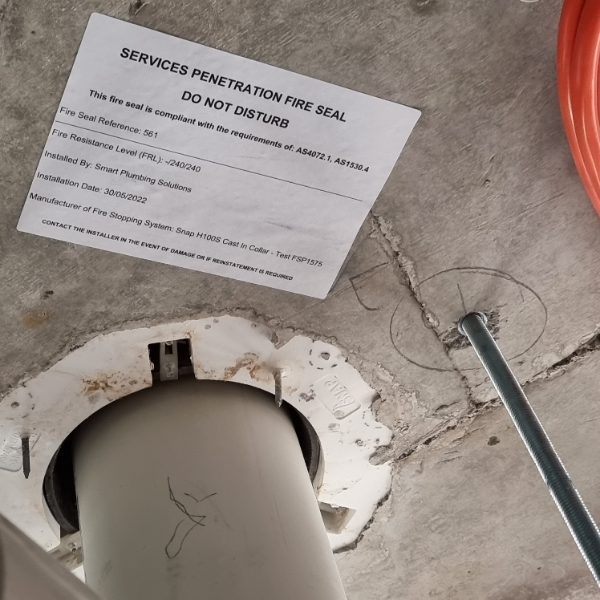 SERVICES PENETRATION FIRE SEAL
DO NOT DISTURB
This fire seal is compliant with the requirements of: AS4072.1, AS1530.4
Fire Seal Reference: 561
Fire Resistance Level (FRL): -/240/240
Installed By: Smart Plumbing Solutions
Installation Date: 30/05/2022
Manufacturer of Fire Stopping System: Snap H100S Cast In Collar - Test FSP1575
CONTACT THE INSTALLER IN THE EVENT OF DAMAGE OR IF REINSTATEMENT IS REQUIRED
SNAP